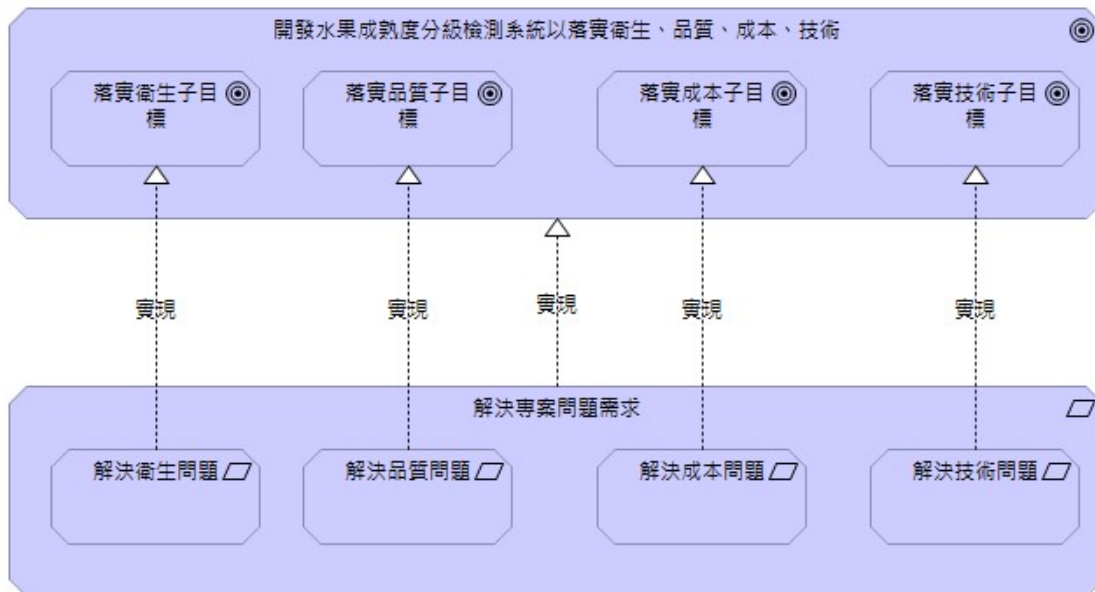 開發水果成熟度分級檢測系統以落實衛生、品質、成本、技術
落實衛生子目
標
落實品質子目
標
落實成本子目
標
落實技術子目
標
實現
實現
實現
實現
實現
解決專案問題需求
解決衛生問題
解決品質問題
解決成本問題
解決技術問題